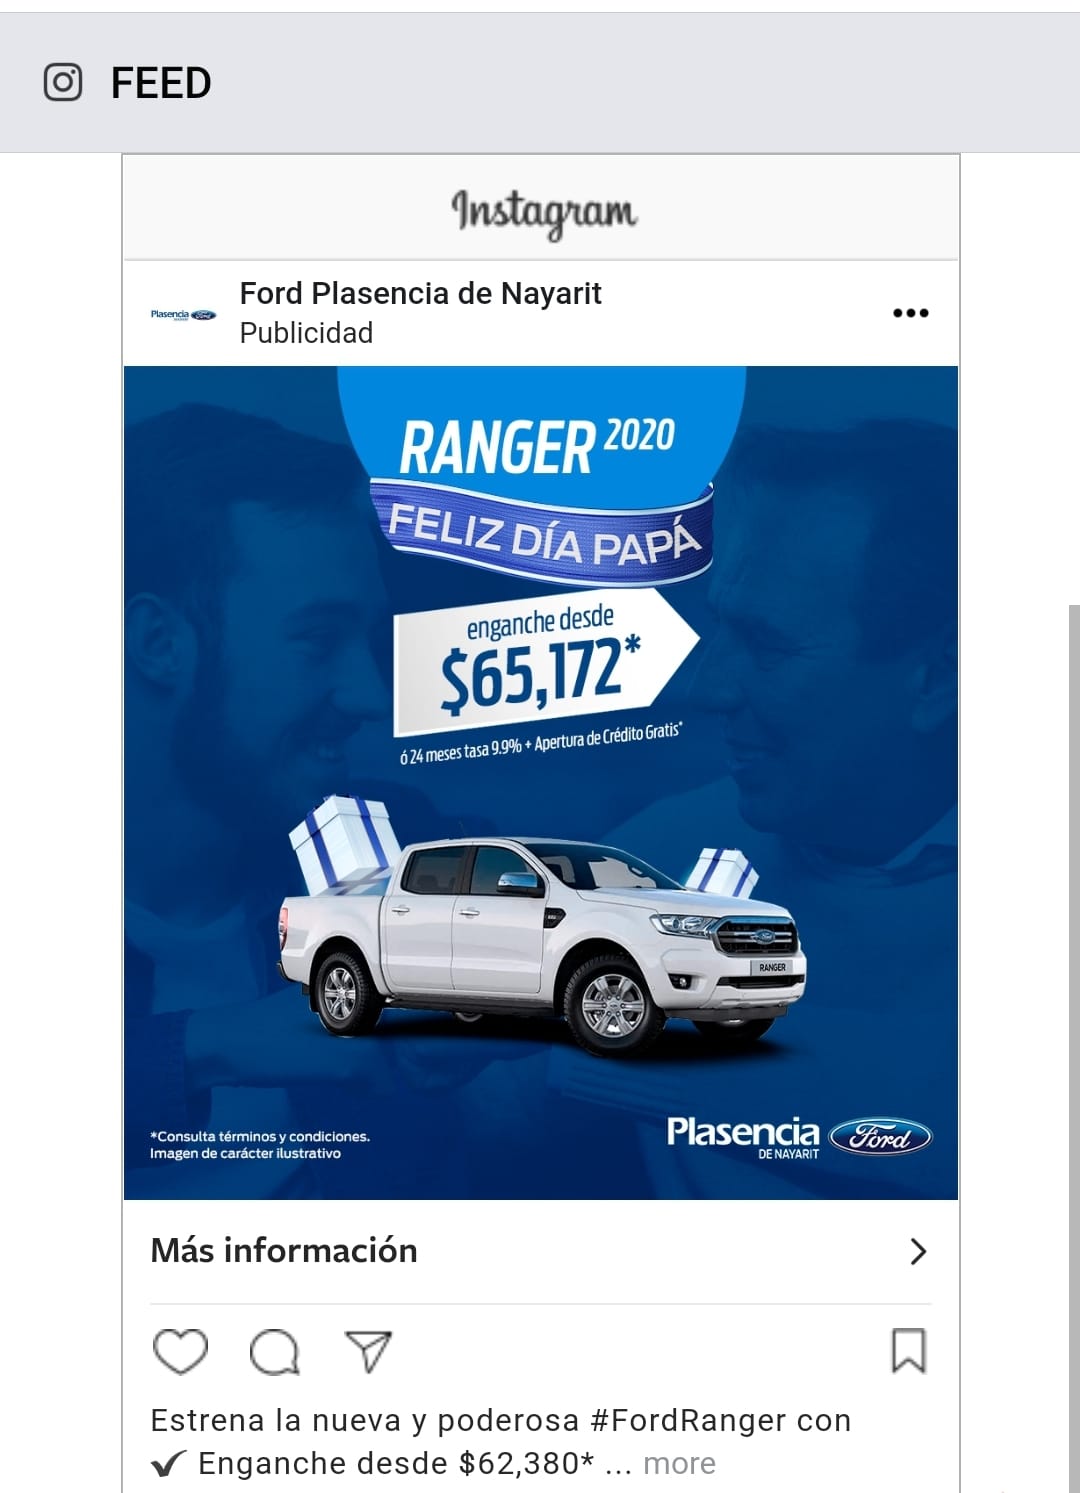 FEED
Instagram
Plasencia Ford
Ford Plasencia de Nayarit
Publicidad
RANGER 2020
FELIZ DÍA PAPÁ
enganche desde
$65,172*
ó 24 meses tasa 9.9% + Apertura de Crédito Gratis*
RANGER
*Consulta términos y condiciones.
Imagen de carácter ilustrativo
Plasencia Ford
DE NAYARIT
Más información
Estrena la nueva y poderosa #FordRanger con
✓ Enganche desde $62,380* ... more